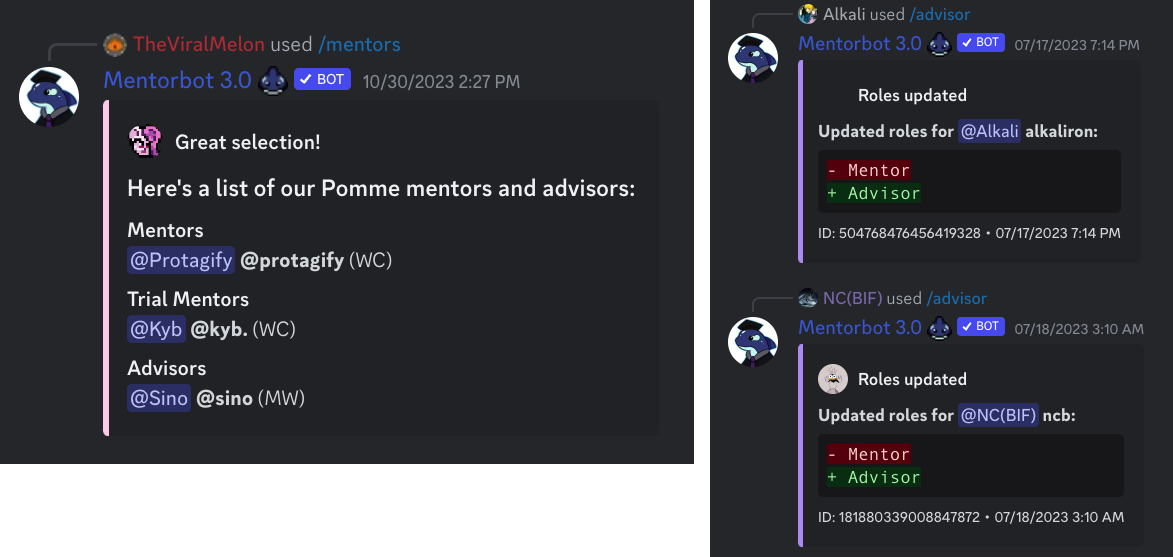 TheViralMelon used /mentors
Mentorbot 3.0 BOT 10/30/2023 2:27 PM
Great selection!
Here's a list of our Pomme mentors and advisors:
Mentors
@Protagify @protagify (WC)
Trial Mentors
@Kyb @kyb. (WC)
Advisors
@Sino @sino (MW)
Alkali used /advisor
Mentorbot 3.0 BOT 07/17/2023 7:14 PM
Roles updated
Updated roles for @Alkali alkaliron:
- Mentor
+ Advisor
ID: 504768476456419328 • 07/17/2023 7:14 PM
NC(BIF) used /advisor
Mentorbot 3.0 BOT 07/18/2023 3:10 AM
Roles updated
Updated roles for @NC(BIF) ncb:
- Mentor
+ Advisor
ID: 181880339008847872 • 07/18/2023 3:10 AM